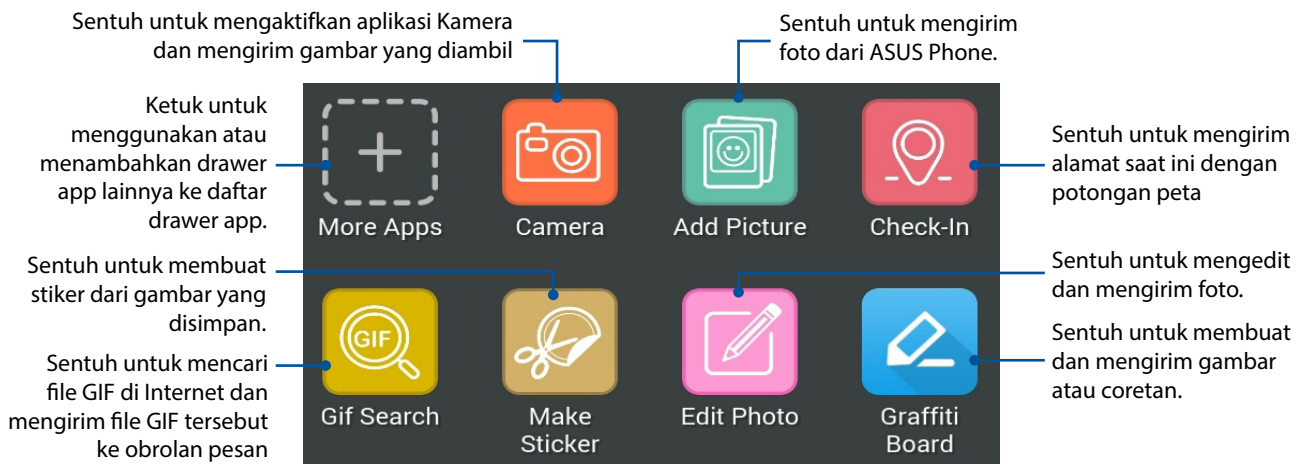 Sentuh untuk mengaktifkan aplikasi Kamera
dan mengirim gambar yang diambil
Sentuh untuk mengirim
foto dari ASUS Phone.
Ketuk untuk
menggunakan atau
menambahkan drawer
app lainnya ke daftar
drawer app.
More Apps
Camera
Add Picture
Check-In
Sentuh untuk mengirim
alamat saat ini dengan
potongan peta
Sentuh untuk membuat
stiker dari gambar yang
disimpan.
Sentuh untuk mencari
file GIF di Internet dan
mengirim file GIF tersebut
ke obrolan pesan
GIF
Gif Search
Make
Sticker
Edit Photo
Graffiti
Board
Sentuh untuk mengedit
dan mengirim foto.
Sentuh untuk membuat
dan mengirim gambar
atau coretan.